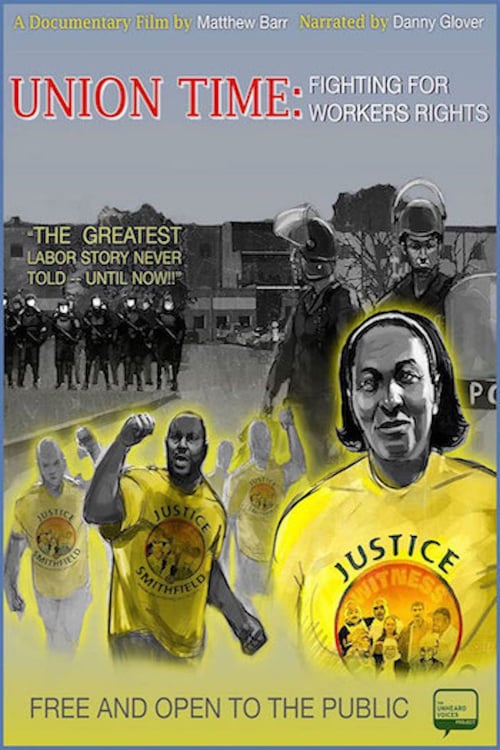 A Documentary Film by Matthew Barr Narrated by Danny Glover
UNION TIME: FIGHTING FOR
WORKERS RIGHTS
"THE GREATEST
LABOR STORY NEVER
TOLD -- UNTIL NOW!!"
PO
JUSTICE
SMITHFIELD
JUSTICE
SMITHFIELD
JUSTICE
SMITHFIELD
JUSTICE
WITNESS
FREE AND OPEN TO THE PUBLIC
THE
UNHEARD
VOICES
PROJECT